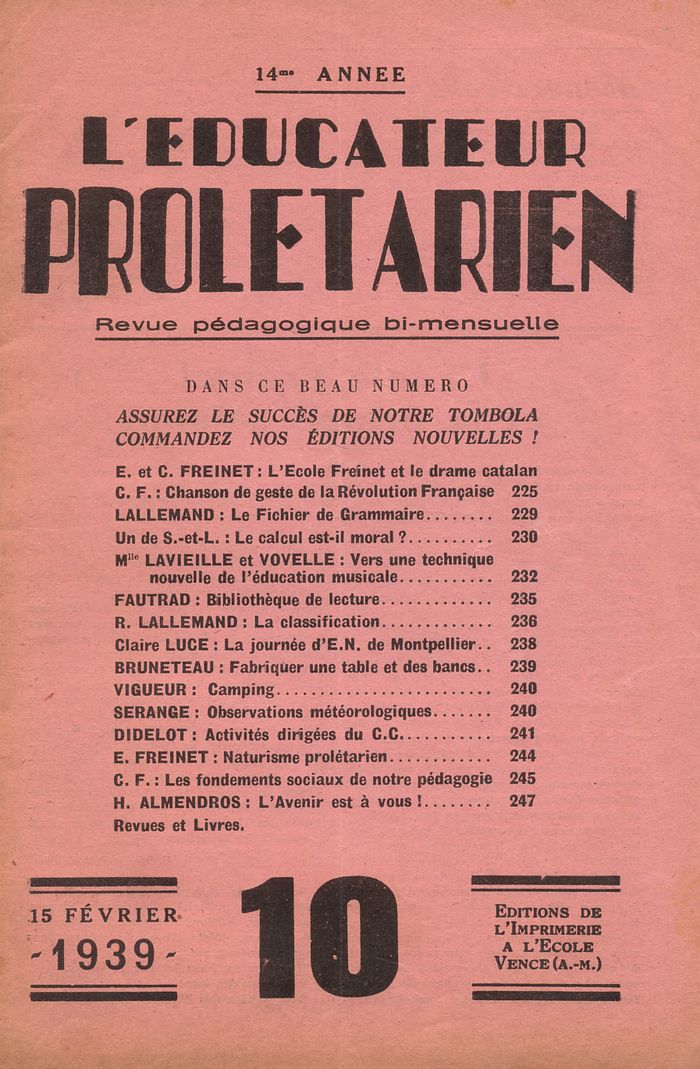 14me ANNEE
L'EDUCATEUR
PROLETARIEN
Revue pédagogique bi-mensuelle
DANS CE BEAU NUMERO
ASSUREZ LE SUCCÈS DE NOTRE TOMBOLA
COMMANDEZ NOS ÉDITIONS NOUVELLES !
E. et C. FREINET : L'Ecole Freinet et le drame catalan
C. F. : Chanson de geste de la Révolution Française 225
LALLEMAND : Le Fichier de Grammaire........ 229
Un de S.-et-L. : Le calcul est-il moral ?.......... 230
Mlle LAVIEILLE et VOVELLE : Vers une technique
nouvelle de l'éducation musicale........... 232
FAUTRAD : Bibliothèque de lecture............. 235
R. LALLEMAND : La classification............. 236
Claire LUCE : La journée d'E.N. de Montpellier.. 238
BRUNETEAU : Fabriquer une table et des bancs.. 239
VIGUEUR : Camping......................... 240
SERANGE : Observations météorologiques....... 240
DIDELOT : Activités dirigées du C.C........... 241
E. FREINET : Naturisme prolétarien............ 244
C. F. : Les fondements sociaux de notre pédagogie 245
H. ALMENDROS : L'Avenir est à vous !........ 247
Revues et Livres.
15 FÉVRIER
- 1939 -
10
EDITIONS DE
L'IMPRIMERIE
A L'ECOLE
VENCE (A.-M.)